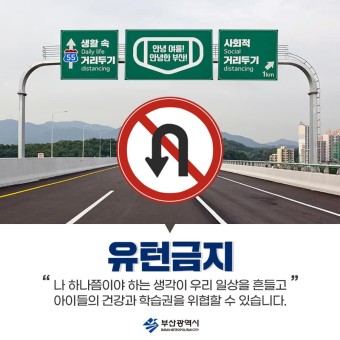 생활 속
Daily life
거리두기
distancing
55
안녕 여름!
안녕한 부산!
사회적
Social
거리두기
distancing
1km
유턴금지
“ 나 하나쯤이야 하는 생각이 우리 일상을 흔들고 ”
아이들의 건강과 학습권을 위협할 수 있습니다.
부산광역시
BUSAN METROPOLITAN CITY